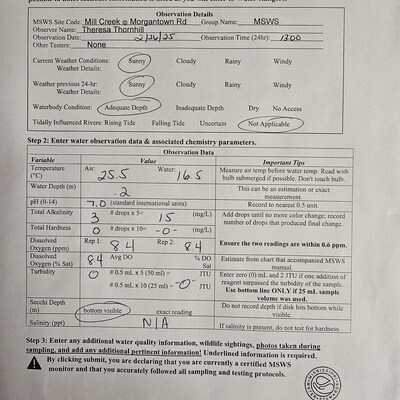 Observation Details
MSWS Site Code: Mill Creek @ Morgantown Rd Group Name: MSWS
Observer Name: Theresa Thornhill
Observation Date: 2/26/25 Observation Time (24hr): 1300
Other Testers: None
Current Weather Conditions: Sunny Cloudy Rainy Windy
Weather Details:
Weather previous 24-hr: Sunny Cloudy Rainy Windy
Weather Details:
Waterbody Condition: Adequate Depth Inadequate Depth Dry No Access
Tidally Influenced Rivers: Rising Tide Falling Tide Uncertain Not Applicable
Step 2: Enter water observation data & associated chemistry parameters.
Observation Data
Variable Value Important Tips
Temperature (°C) Air: 25.5 Water: 16.5 Measure air temp before water temp. Read with bulb submerged if possible. Don't touch bulb.
Water Depth (m) .2 This can be an estimation or exact measurement.
pH (0-14) 7.0 (standard international units) Record to nearest 0.5 unit.
Total Alkalinity 3 # drops x 5= 15 (mg/L) Add drops until no more color change; record number of drops that produced final change.
Total Hardness 0 # drops x 10= -0- (mg/L)
Dissolved Oxygen (ppm) Rep 1: 8.4 Rep 2: 8.4 Ensure the two readings are within 0.6 ppm.
Dissolved Oxygen (% Sat) 8.4 Avg DO % DO Sat Estimate from chart that accompanied MSWS manual.
Turbidity 0 # 0.5 mL x 5 (50 ml) = JTU Enter zero (0) mL and 2 JTU if one addition of reagent surpassed the turbidity of the sample.
# 0.5 mL x 10 (25 ml) = -0- JTU Use bottom line ONLY if 25 mL sample volume was used.
Secchi Depth (m) bottom visible exact reading Do not record depth if disk hits bottom while visible.
Salinity (ppt) N/A If salinity is present, do not test for hardness.
Step 3: Enter any additional water quality information, wildlife sightings, photos taken during
sampling, and add any additional pertinent information! Underlined information is required.
By clicking submit, you are declaring that you are currently a certified MSWS
monitor and that you accurately followed all sampling and testing protocols.